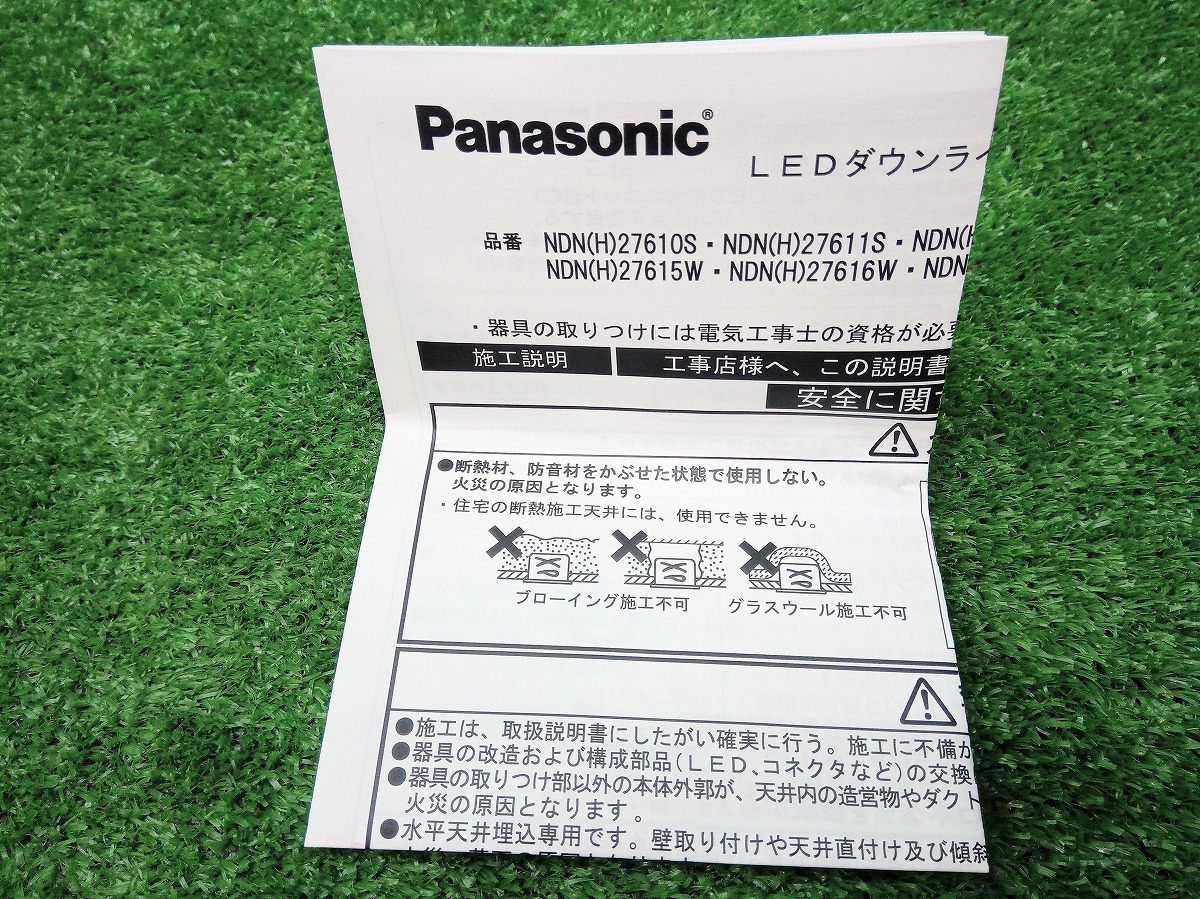 Panasonic®
LEDダウンライ
品番 NDN(H)27610S・NDN(H)27611S・NDN(H
NDN(H)27615W・NDN(H)27616W・NDN
・器具の取りつけには電気工事士の資格が必要
施工説明 工事店様へ、この説明書
安全に関
●断熱材、防音材をかぶせた状態で使用しない。
火災の原因となります。
・住宅の断熱施工天井には、使用できません。
ブローイング施工不可 グラスウール施工不可
●施工は、取扱説明書にしたがい確実に行う。施工に不備が
●器具の改造および構成部品(LED、コネクタなど)の交換
●器具の取りつけ部以外の本体外郭が、天井内の造営物やダクト
火災の原因となります。
●水平天井埋込専用です。壁取り付けや天井直付け及び傾斜